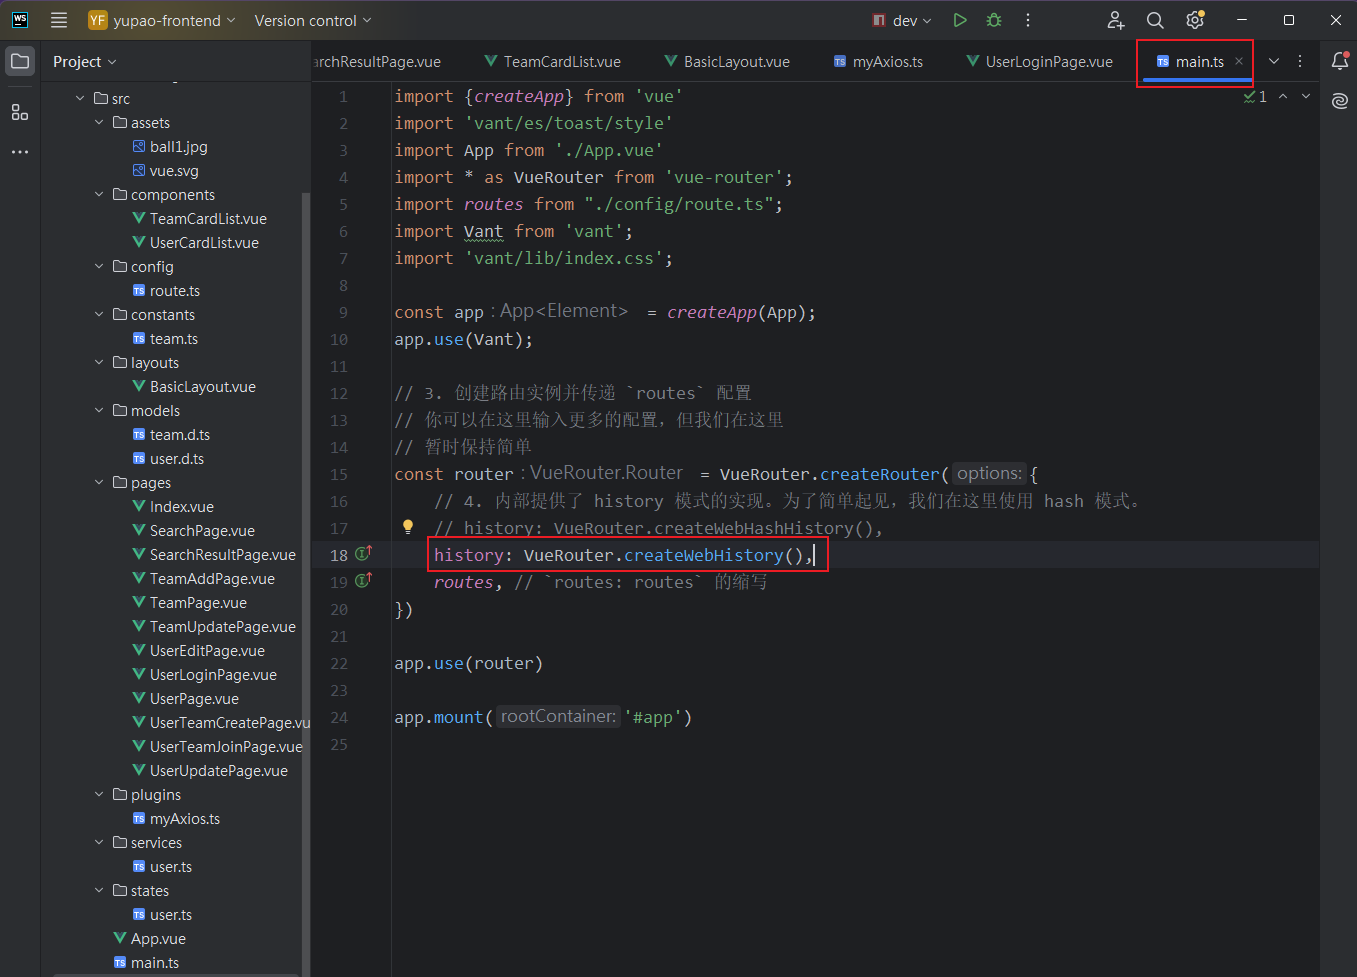 WS
YF yupao-frontend Version control dev
Project
archResultPage.vue TeamCardList.vue BasicLayout.vue TS myAxios.ts UserLoginPage.vue TS main.ts
src
assets
ball1.jpg
vue.svg
components
TeamCardList.vue
UserCardList.vue
config
TS route.ts
constants
TS team.ts
layouts
BasicLayout.vue
models
TS team.d.ts
TS user.d.ts
pages
Index.vue
SearchPage.vue
SearchResultPage.vue
TeamAddPage.vue
TeamPage.vue
TeamUpdatePage.vue
UserEditPage.vue
UserLoginPage.vue
UserPage.vue
UserTeamCreatePage.vu
UserTeamJoinPage.vue
UserUpdatePage.vue
plugins
TS myAxios.ts
services
TS user.ts
states
TS user.ts
App.vue
TS main.ts
1 import {createApp} from 'vue'
1
2 import 'vant/es/toast/style'
3 import App from './App.vue'
4 import * as VueRouter from 'vue-router';
5 import routes from "./config/route.ts";
6 import Vant from 'vant';
7 import 'vant/lib/index.css';
8
9 const app : App<Element> = createApp(App);
10 app.use(Vant);
11
12 // 3. 创建路由实例并传递 `routes` 配置
13 // 你可以在这里输入更多的配置，但我们在这里
14 // 暂时保持简单
15 const router : VueRouter.Router = VueRouter.createRouter( options: {
16 // 4. 内部提供了 history 模式的实现。为了简单起见，我们在这里使用 hash 模式。
17 // history: VueRouter.createWebHashHistory(),
18 history: VueRouter.createWebHistory(),
19 routes, // `routes: routes` 的缩写
20 })
21
22 app.use(router)
23
24 app.mount( rootContainer: '#app')
25